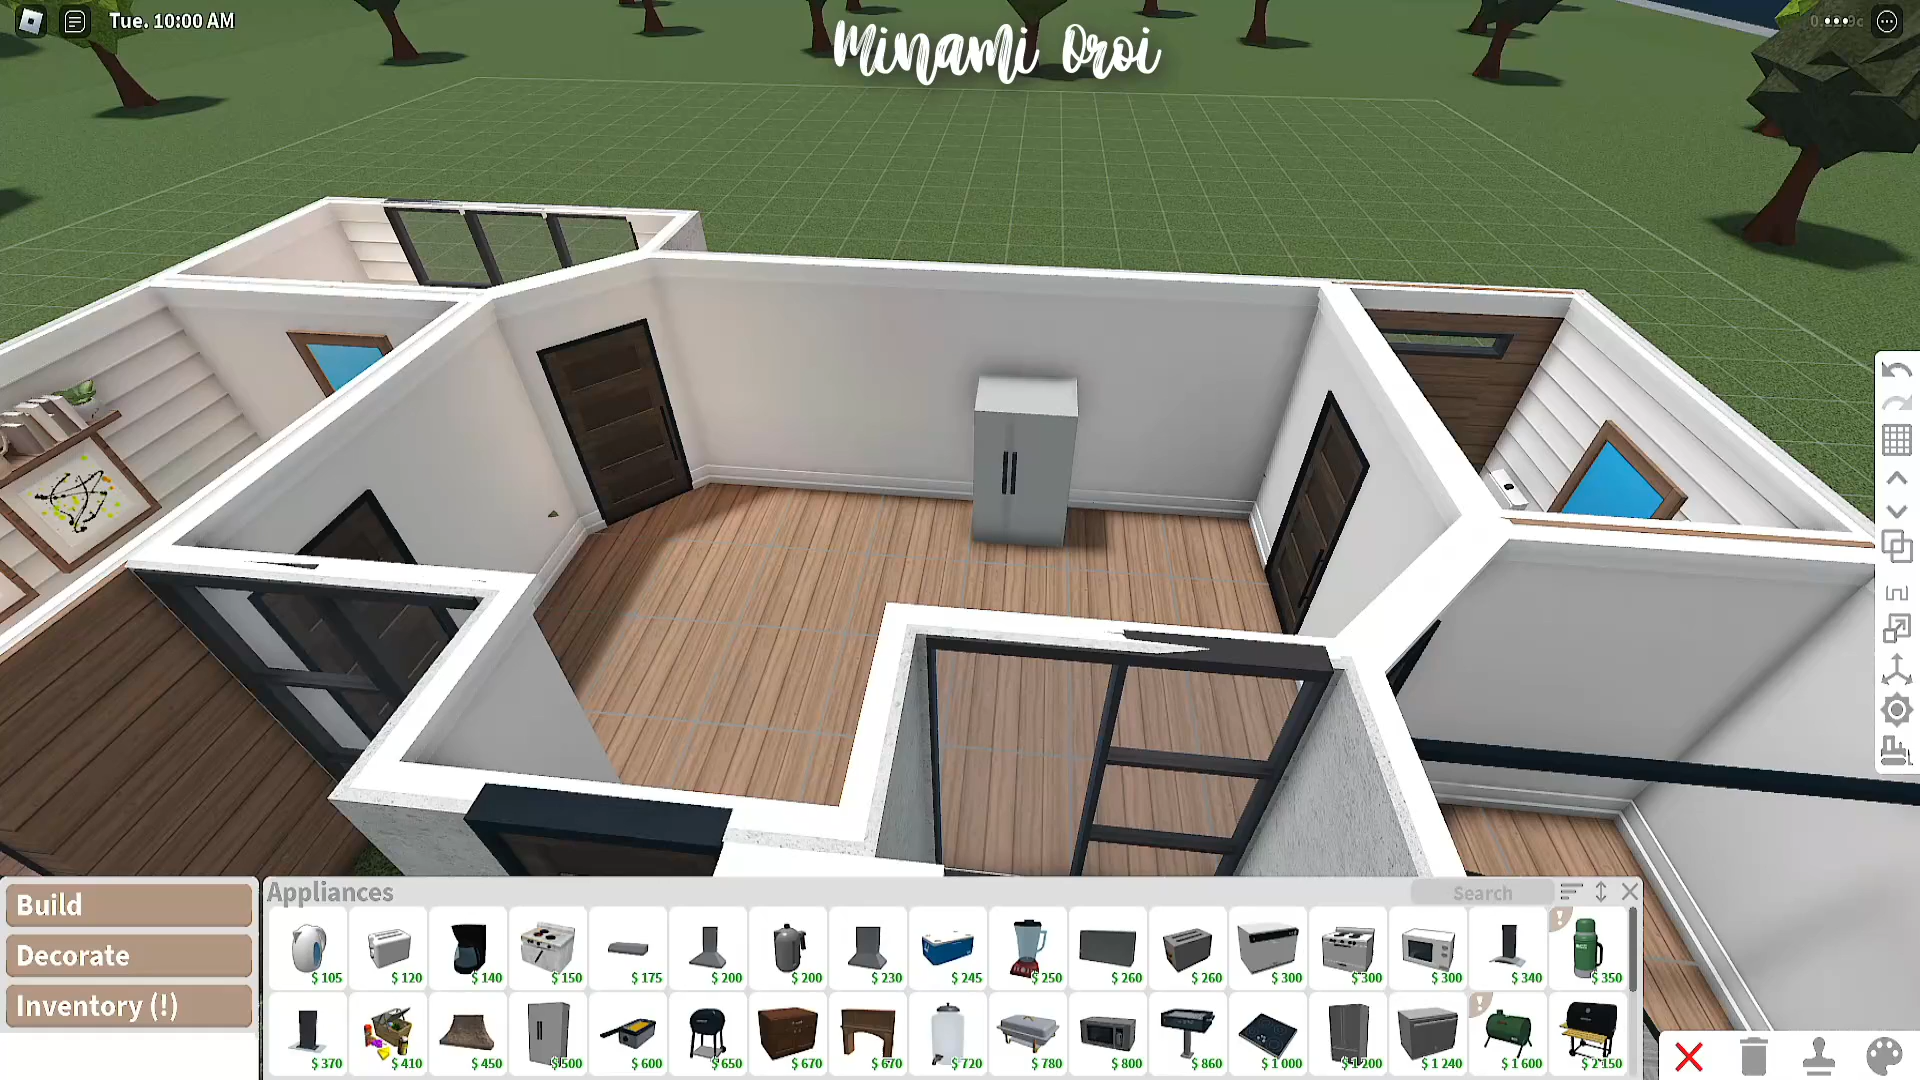 Tue. 10:00 AM
Minami Oroi
Build
Decorate
Inventory (!)
Appliances
Search
$ 105
$ 120
$ 140
$ 150
$ 175
$ 200
$ 200
$ 230
$ 245
$ 250
$ 260
$ 260
$ 300
$ 300
$ 300
$ 340
$ 350
$ 370
$ 410
$ 450
$ 500
$ 600
$ 650
$ 670
$ 670
$ 720
$ 780
$ 800
$ 860
$ 1 000
$ 1 200
$ 1 240
$ 1 600
$ 2 150